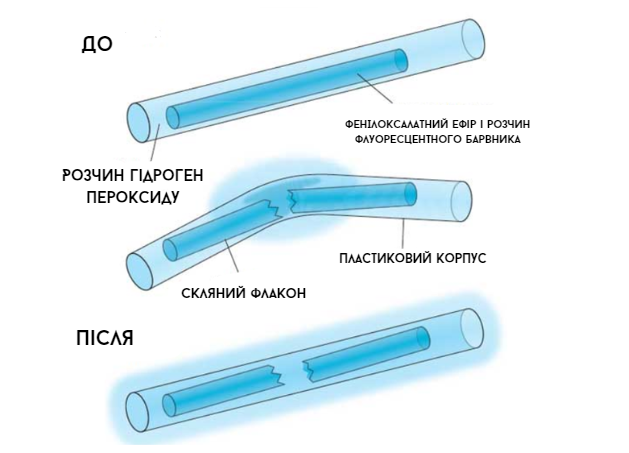 ДО
ФЕНІЛОКСАЛАТНИЙ ЕФІР І РОЗЧИН
ФЛУОРЕСЦЕНТНОГО БАРВНИКА
РОЗЧИН ГІДРОГЕН
ПЕРОКСИДУ
ПЛАСТИКОВИЙ КОРПУС
СКЛЯНИЙ ФЛАКОН
ПІСЛЯ